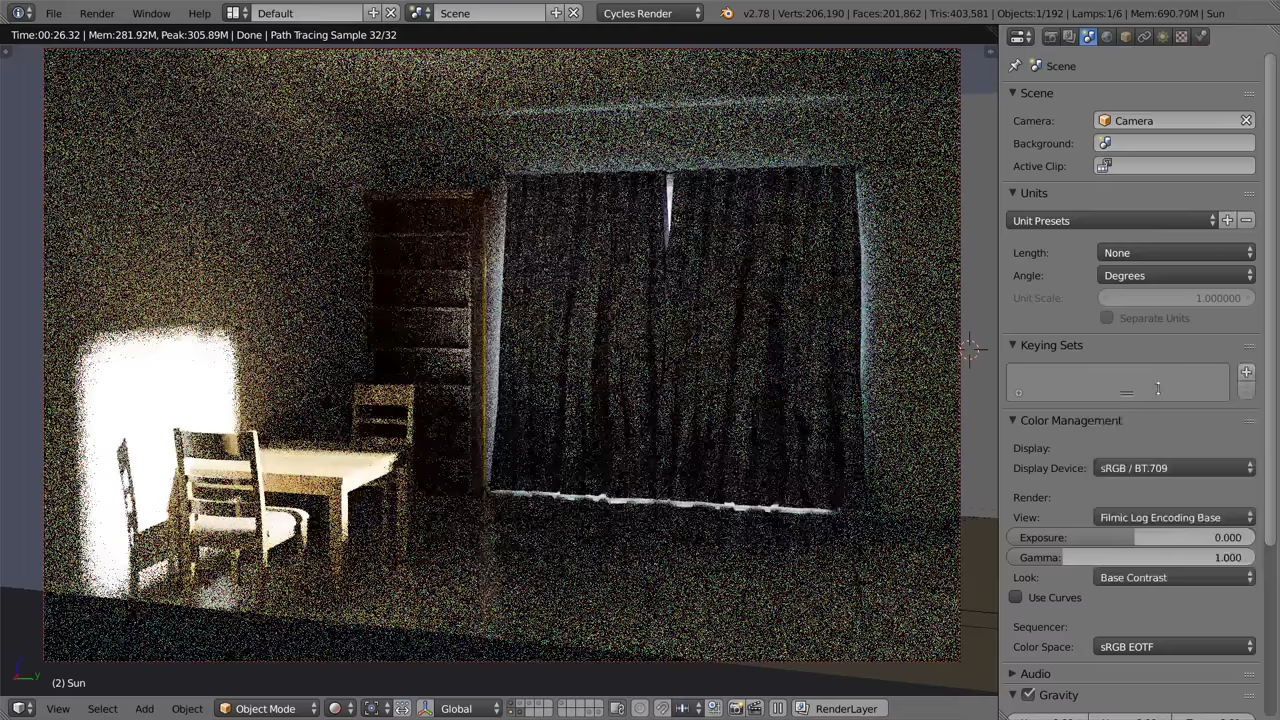 File Render Window Help Default Scene Cycles Render v2.78 | Verts:206,190 | Faces:201,862 | Tris:403,581 | Objects:1/192 | Lamps:1/6 | Mem:690.70M | Sun
Time:00:26.32 | Mem:281.92M, Peak:305.89M | Done | Path Tracing Sample 32/32
Scene
Scene
Camera: Camera
Background:
Active Clip:
Units
Unit Presets
Length: None
Angle: Degrees
Unit Scale: 1.000000
Separate Units
Keying Sets
Color Management
Display:
Display Device: sRGB / BT.709
Render:
View: Filmic Log Encoding Base
Exposure: 0.000
Gamma: 1.000
Look: Base Contrast
Use Curves
Sequencer:
Color Space: sRGB EOTF
Audio
Gravity
y
(2) Sun
View Select Add Object Object Mode Global RenderLayer